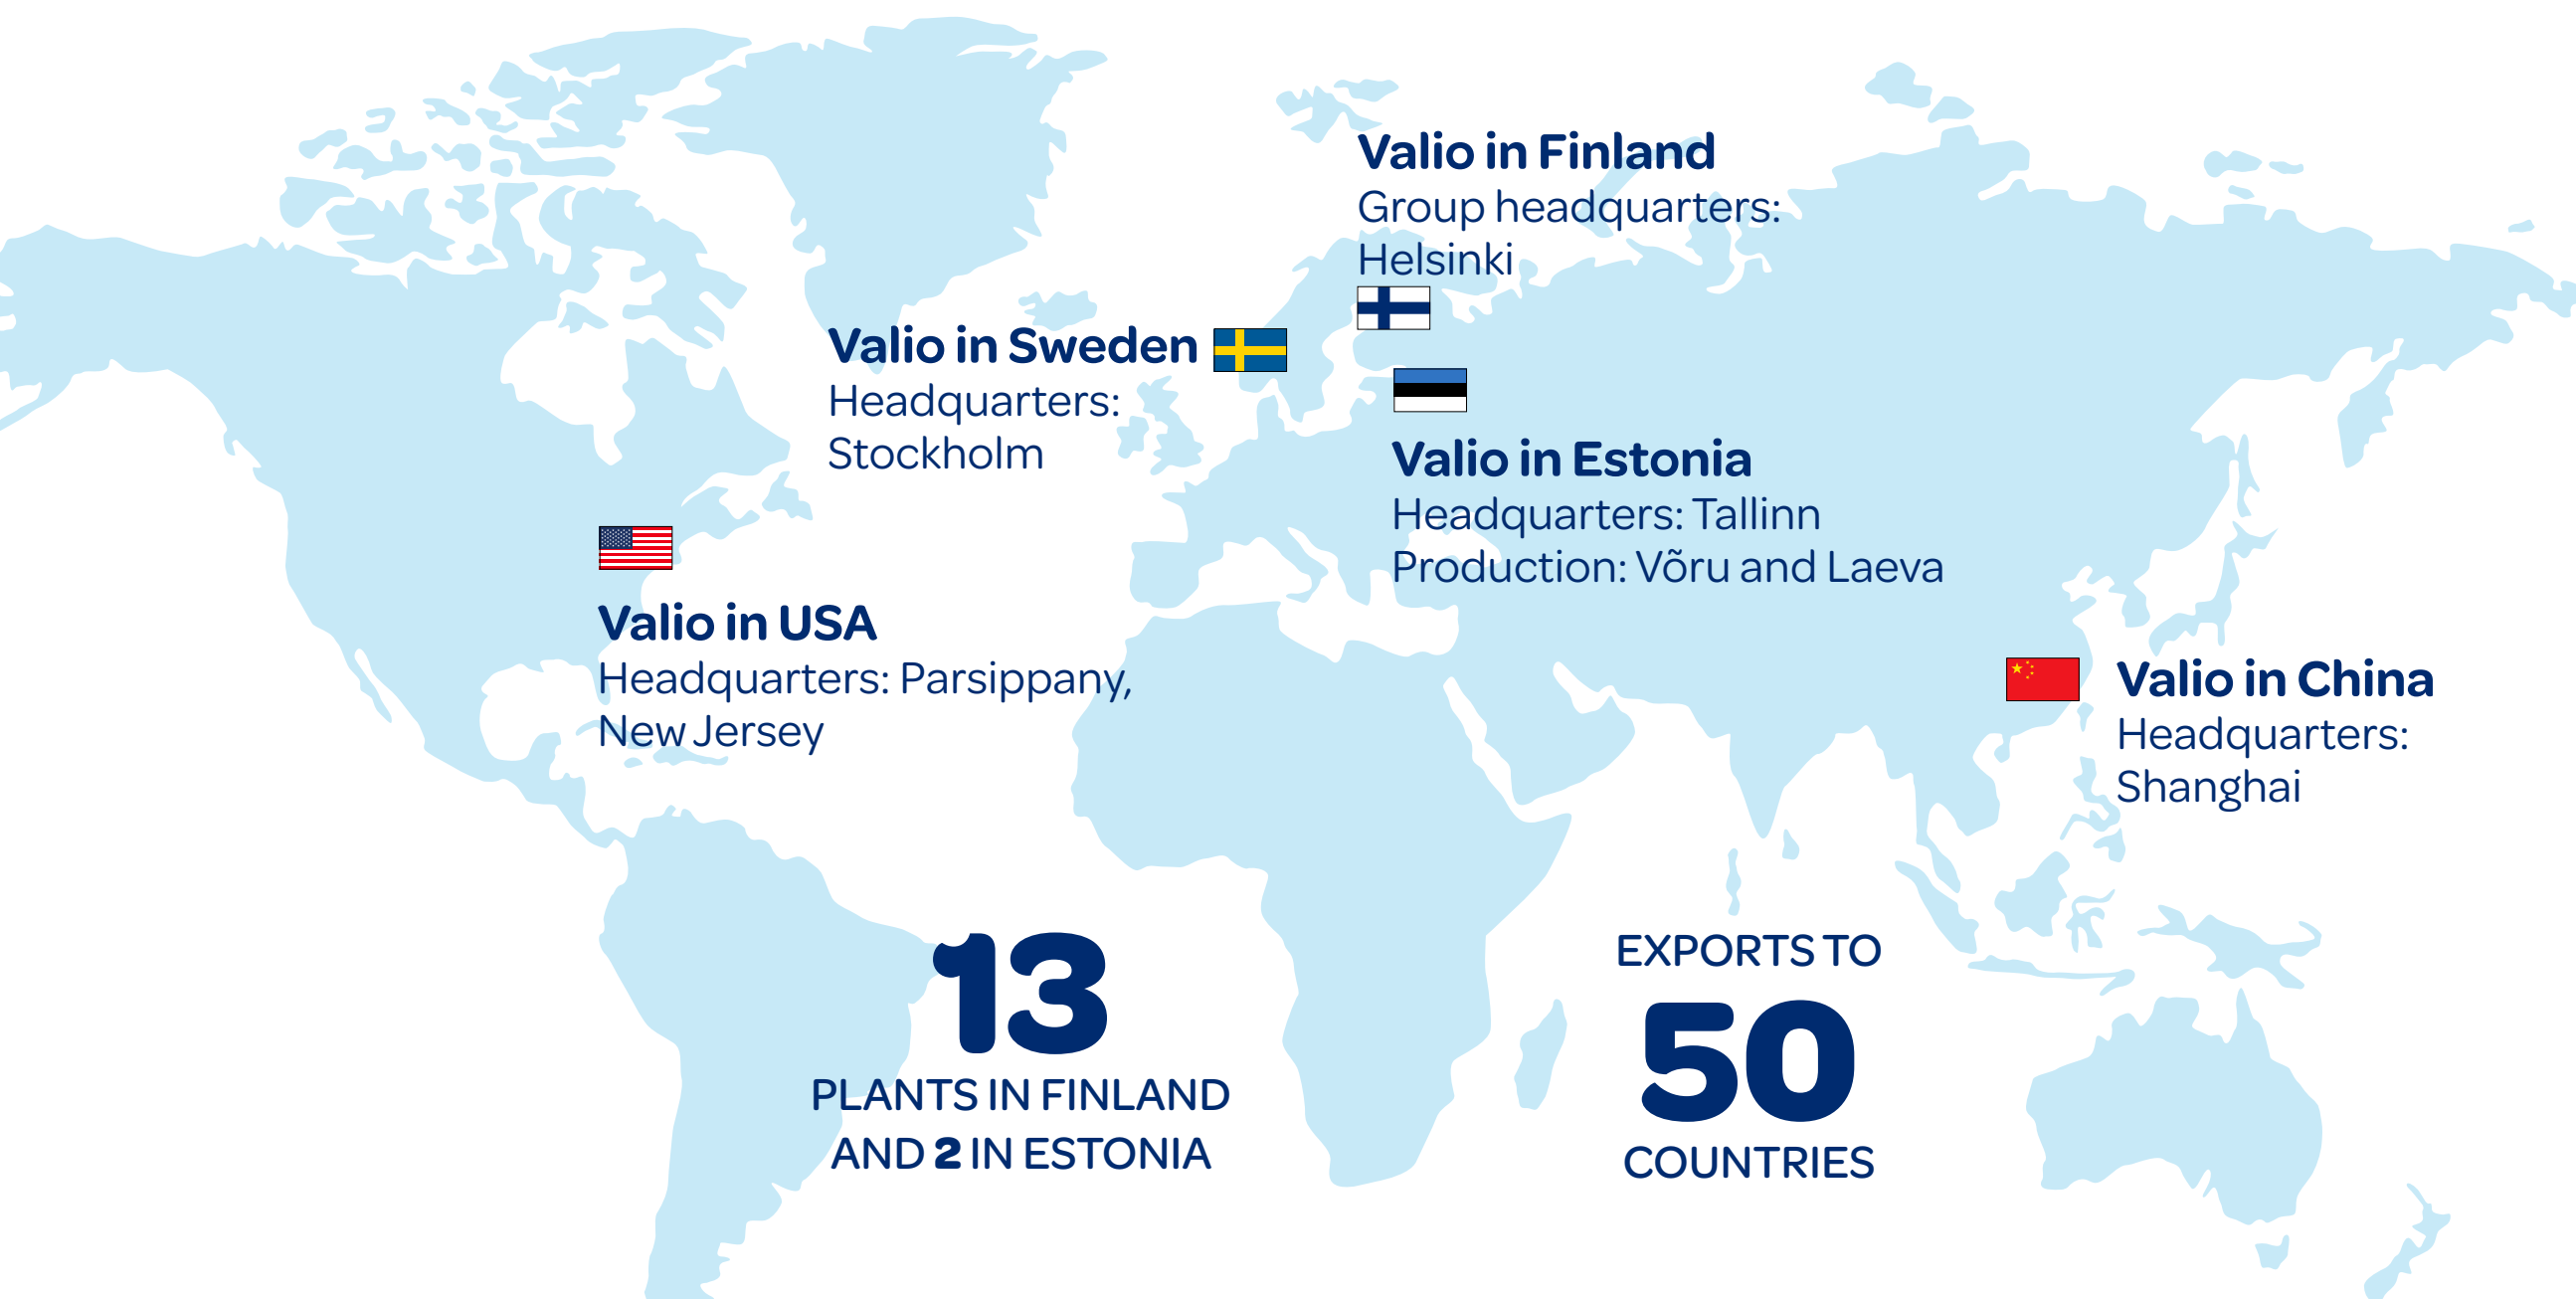 Valio in Finland
Group headquarters:
Helsinki
Valio in Sweden
Headquarters:
Stockholm
Valio in Estonia
Headquarters: Tallinn
Production: Võru and Laeva
Valio in USA
Headquarters: Parsippany,
New Jersey
Valio in China
Headquarters:
Shanghai
13
PLANTS IN FINLAND
AND 2 IN ESTONIA
EXPORTS TO
50
COUNTRIES